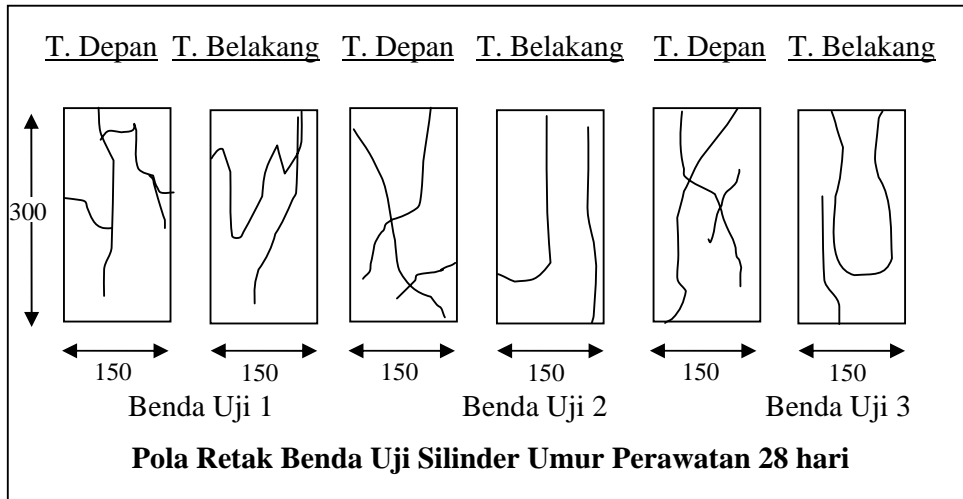 T. Depan T. Belakang T. Depan T. Belakang T. Depan T. Belakang
300
150 150 150 150 150 150
Benda Uji 1 Benda Uji 2 Benda Uji 3
Pola Retak Benda Uji Silinder Umur Perawatan 28 hari